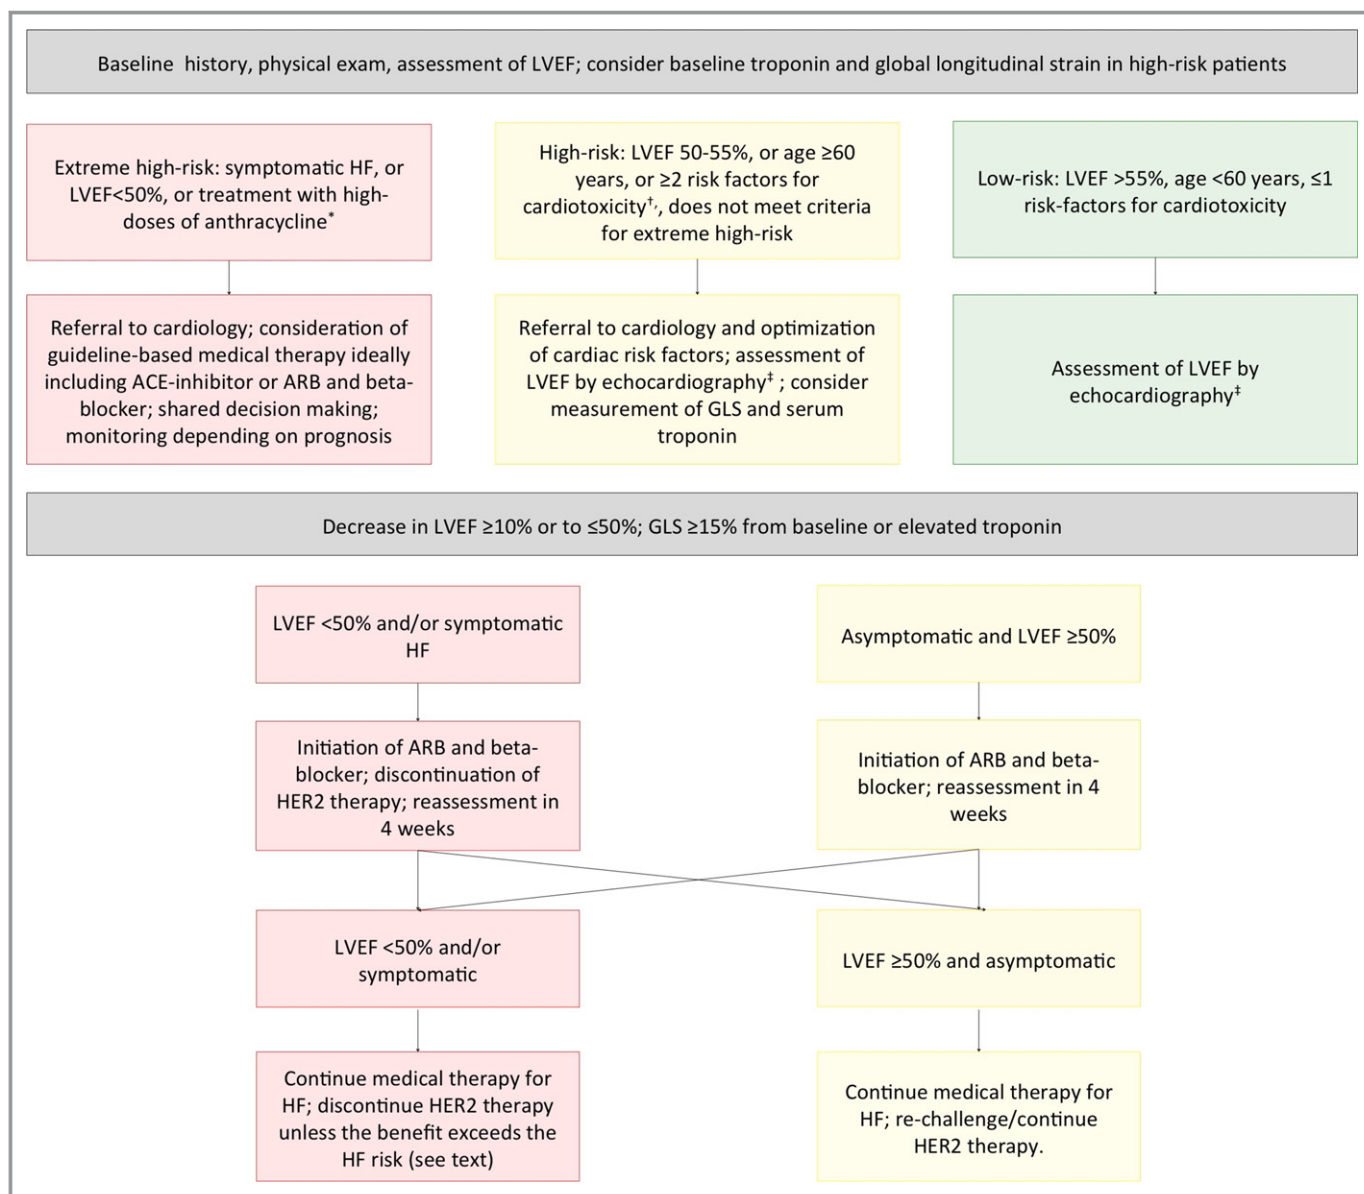 Baseline history, physical exam, assessment of LVEF; consider baseline troponin and global longitudinal strain in high-risk patients
Extreme high-risk: symptomatic HF, or
LVEF<50%, or treatment with high-
doses of anthracycline*
High-risk: LVEF 50-55%, or age ≥60
years, or ≥2 risk factors for
cardiotoxicity†,, does not meet criteria
for extreme high-risk
Low-risk: LVEF >55%, age <60 years, ≤1
risk-factors for cardiotoxicity
Referral to cardiology; consideration of
guideline-based medical therapy ideally
including ACE-inhibitor or ARB and beta-
blocker; shared decision making;
monitoring depending on prognosis
Referral to cardiology and optimization
of cardiac risk factors; assessment of
LVEF by echocardiography‡ ; consider
measurement of GLS and serum
troponin
Assessment of LVEF by
echocardiography‡
Decrease in LVEF ≥10% or to ≤50%; GLS ≥15% from baseline or elevated troponin
LVEF <50% and/or symptomatic
HF
Asymptomatic and LVEF ≥50%
Initiation of ARB and beta-
blocker; discontinuation of
HER2 therapy; reassessment in
4 weeks
Initiation of ARB and beta-
blocker; reassessment in 4
weeks
LVEF <50% and/or
symptomatic
LVEF ≥50% and asymptomatic
Continue medical therapy for
HF; discontinue HER2 therapy
unless the benefit exceeds the
HF risk (see text)
Continue medical therapy for
HF; re-challenge/continue
HER2 therapy.